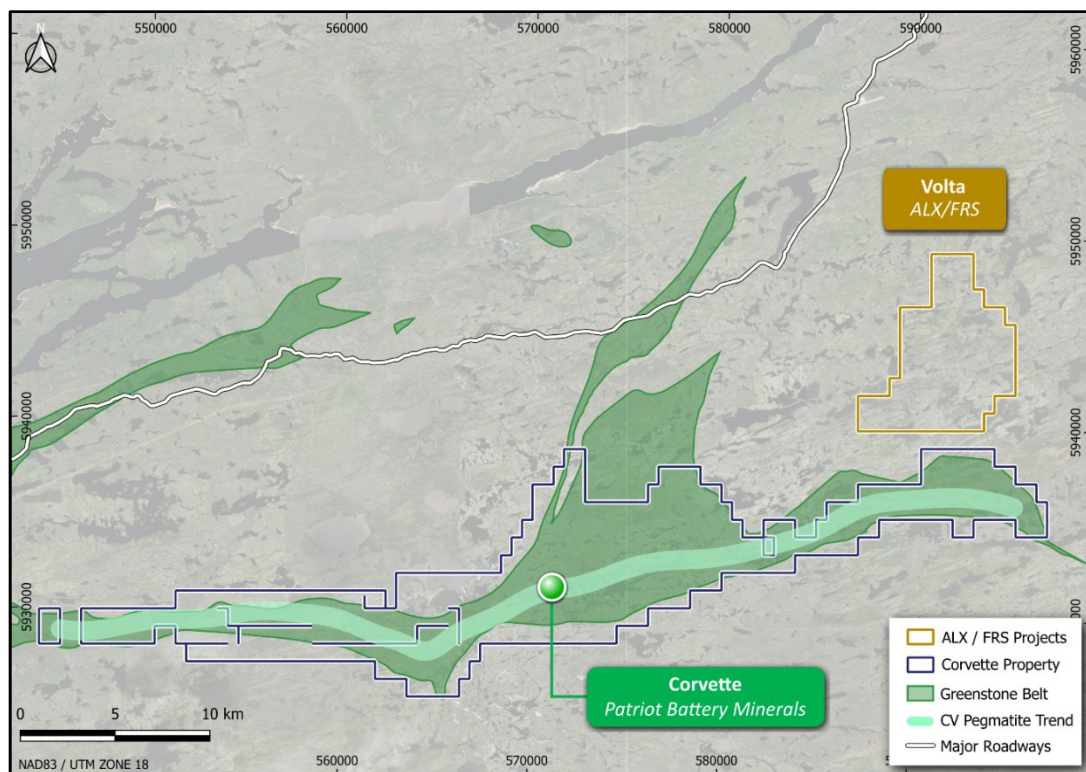 550000
560000
570000
580000
599000
N
5960000
Volta
ALX/FRS
5950000
5950000
5940000
5940000
5930000
Corvette
Patriot Battery Minerals
ALX / FRS Projects
Corvette Property
Greenstone Belt
CV Pegmatite Trend
Major Roadways
0 5 10 km
NAD83 / UTM ZONE 18
560000
570000
580000